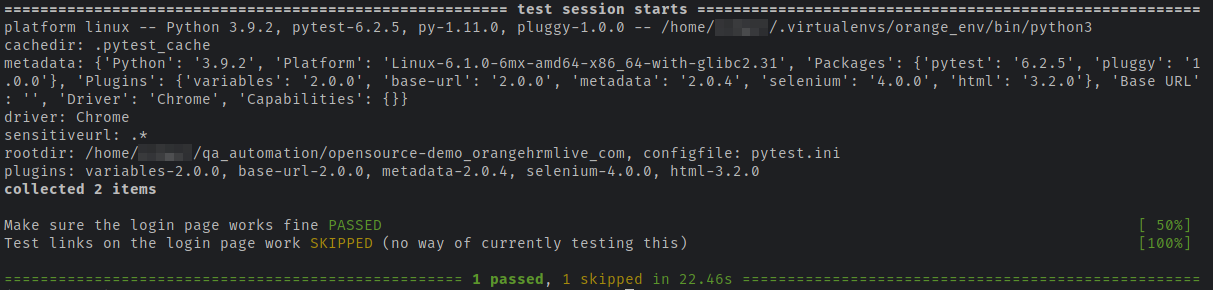 ======================================================== test session starts =========================================================
platform linux -- Python 3.9.2, pytest-6.2.5, py-1.11.0, pluggy-1.0.0 -- /home/ /.virtualenvs/orange_env/bin/python3
cachedir: .pytest_cache
metadata: {'Python': '3.9.2', 'Platform': 'Linux-6.1.0-6mx-amd64-x86_64-with-glibc2.31', 'Packages': {'pytest': '6.2.5', 'pluggy': '1
.0.0'}, 'Plugins': {'variables': '2.0.0', 'base-url': '2.0.0', 'metadata': '2.0.4', 'selenium': '4.0.0', 'html': '3.2.0'}, 'Base URL'
: '', 'Driver': 'Chrome', 'Capabilities': {}}
driver: Chrome
sensitiveurl: .*
rootdir: /home/ /qa_automation/opensource-demo_orangehrmlive_com, configfile: pytest.ini
plugins: variables-2.0.0, base-url-2.0.0, metadata-2.0.4, selenium-4.0.0, html-3.2.0
collected 2 items
Make sure the login page works fine PASSED [ 50%]
Test links on the login page work SKIPPED (no way of currently testing this) [100%]
=================================================== 1 passed, 1 skipped in 22.46s ===================================================